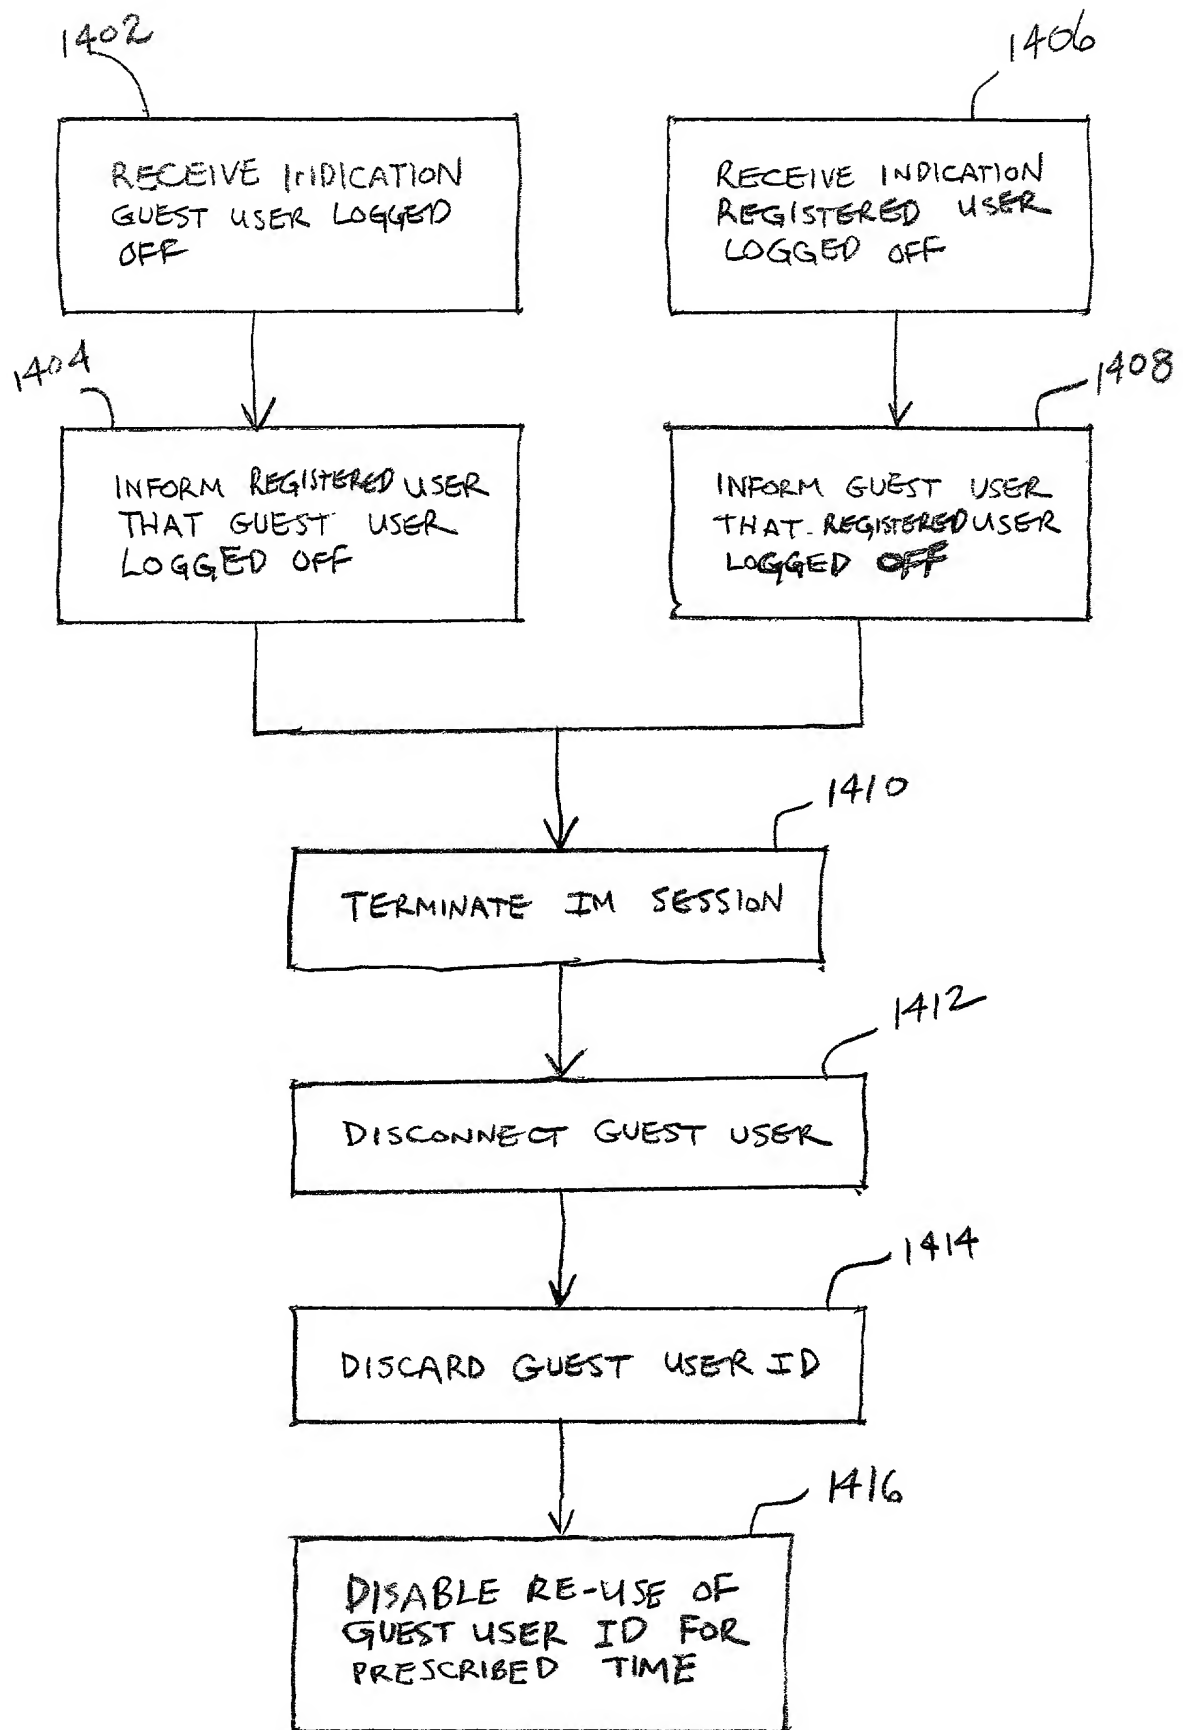 1402
RECEIVE INDICATION
GUEST USER LOGGED
OFF
1406
RECEIVE INDICATION
REGISTERED USER
LOGGED OFF
1404
INFORM REGISTERED USER
THAT GUEST USER
LOGGED OFF
1408
INFORM GUEST USER
THAT REGISTERED USER
LOGGED OFF
1410
TERMINATE IM SESSION
1412
DISCONNECT GUEST USER
1414
DISCARD GUEST USER ID
1416
DISABLE RE-USE OF
GUEST USER ID FOR
PRESCRIBED TIME